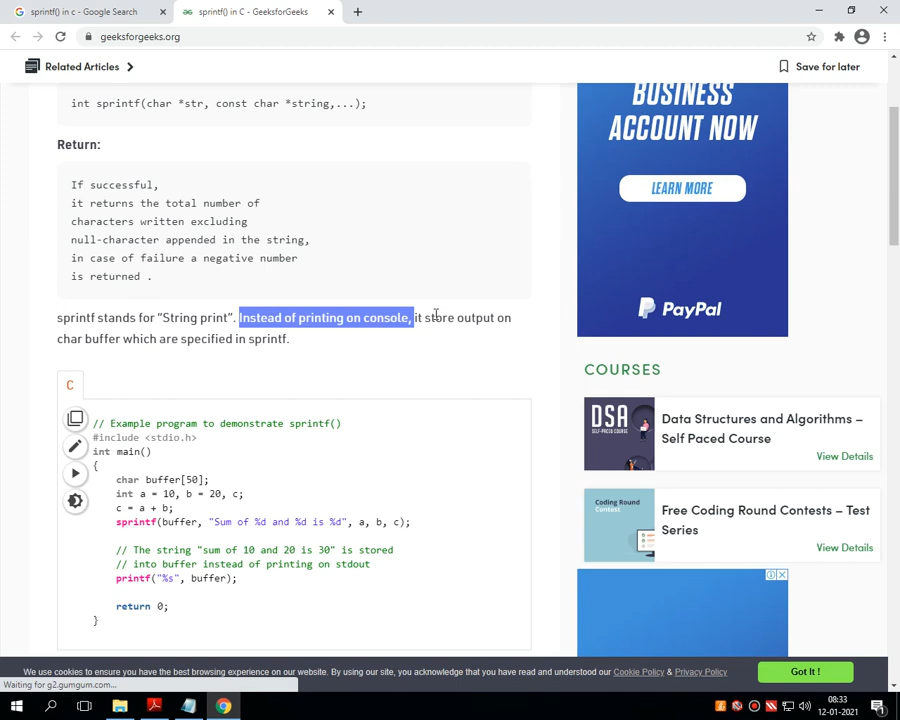 sprintf() in c - Google Search
sprintf() in C - GeeksforGeeks
geeksforgeeks.org
Related Articles
Save for later
int sprintf(char *str, const char *string,...);
Return:
If successful,
it returns the total number of
characters written excluding
null-character appended in the string,
in case of failure a negative number
is returned .
sprintf stands for “String print”. Instead of printing on console, it store output on
char buffer which are specified in sprintf.
C
// Example program to demonstrate sprintf()
#include <stdio.h>
int main()
{
char buffer[50];
int a = 10, b = 20, c;
c = a + b;
sprintf(buffer, "Sum of %d and %d is %d", a, b, c);
// The string "sum of 10 and 20 is 30" is stored
// into buffer instead of printing on stdout
printf("%s", buffer);
return 0;
}
BUSINESS
ACCOUNT NOW
LEARN MORE
PayPal
COURSES
DSA
SELF-PACED COURSE
Data Structures and Algorithms –
Self Paced Course
View Details
Coding Round
Contest
Free Coding Round Contests – Test
Series
View Details
We use cookies to ensure you have the best browsing experience on our website. By using our site, you acknowledge that you have read and understood our Cookie Policy & Privacy Policy
Got It !
Waiting for g2.gumgum.com...
08:33
12-01-2021